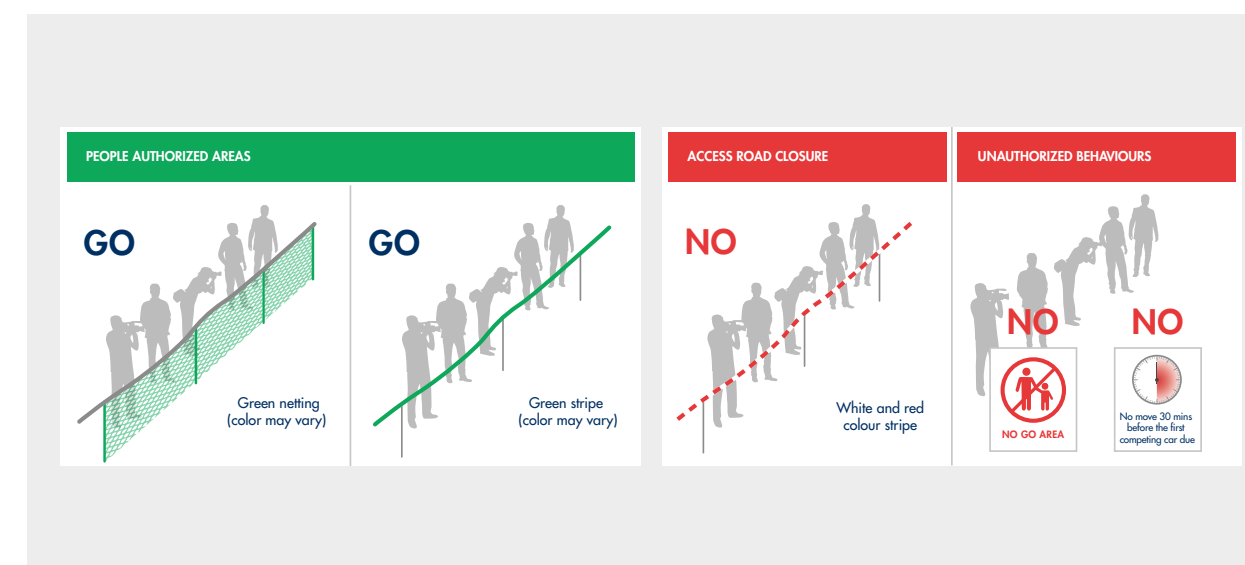 PEOPLE AUTHORIZED AREAS
GO
Green netting
(color may vary)
GO
Green stripe
(color may vary)
ACCESS ROAD CLOSURE
NO
White and red
colour stripe
UNAUTHORIZED BEHAVIOURS
NO
NO GO AREA
NO
No move 30 mins
before the first
competing car due